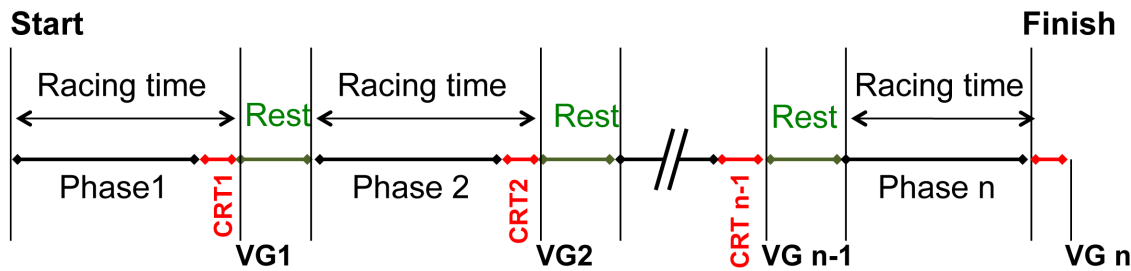 Start
Finish
Racing time
Rest
Racing time
Rest
Rest
Racing time
Phase1
CRT1
Phase 2
CRT2
CRT n-1
Phase n
VG1
VG2
VG n-1
VG n